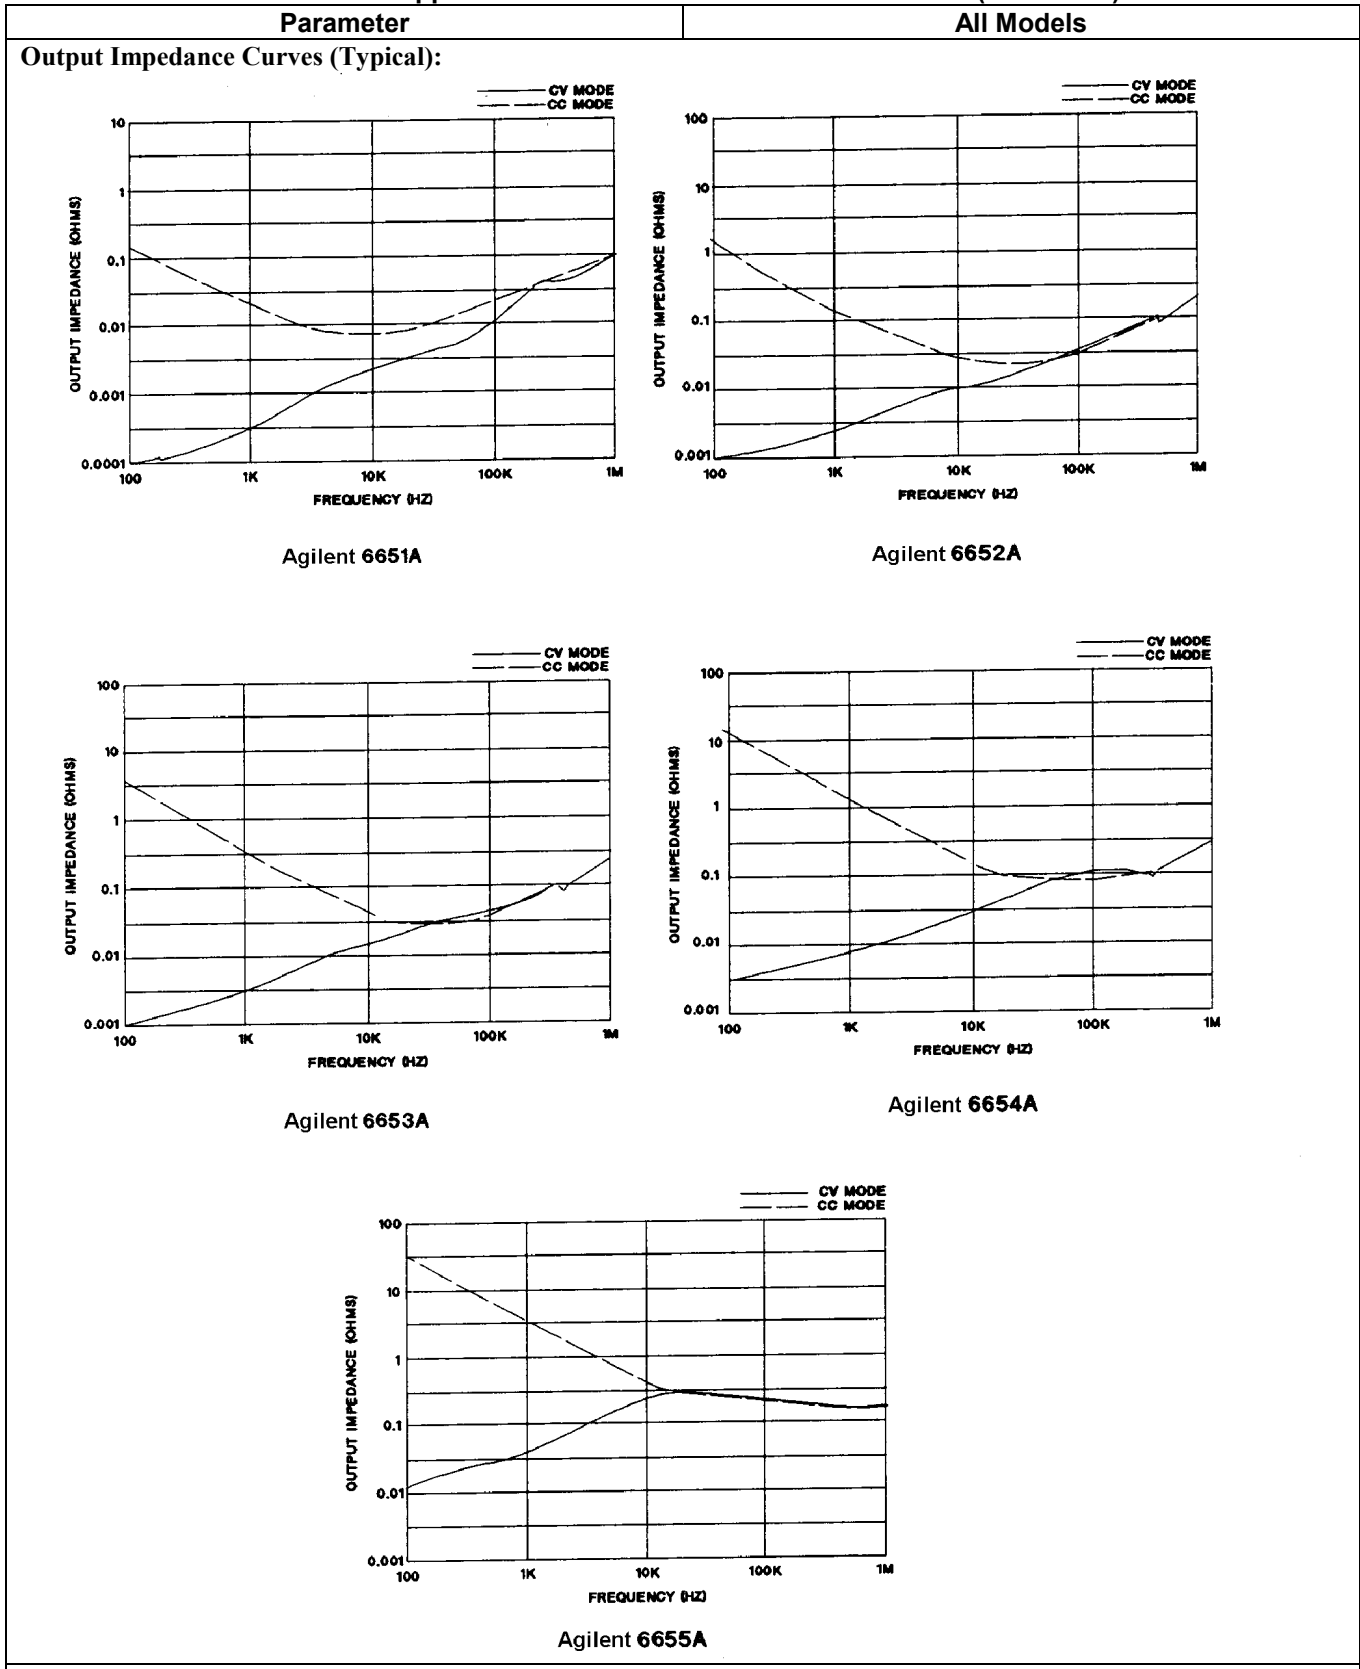 Parameter All Models
Output Impedance Curves (Typical):
CV MODE
CC MODE
10
1
0.1
0.01
0.001
0.0001
OUTPUT IMPEDANCE (OHMS)
100 1K 10K 100K 1M
FREQUENCY (HZ)
Agilent 6651A
CV MODE
CC MODE
100
10
1
0.1
0.01
0.001
OUTPUT IMPEDANCE (OHMS)
100 1K 10K 100K 1M
FREQUENCY (HZ)
Agilent 6652A
CV MODE
CC MODE
100
10
1
0.1
0.01
0.001
OUTPUT IMPEDANCE (OHMS)
100 1K 10K 100K 1M
FREQUENCY (HZ)
Agilent 6653A
CV MODE
CC MODE
100
10
1
0.1
0.01
0.001
OUTPUT IMPEDANCE (OHMS)
100 1K 10K 100K 1M
FREQUENCY (HZ)
Agilent 6654A
CV MODE
CC MODE
100
10
1
0.1
0.01
0.001
OUTPUT IMPEDANCE (OHMS)
100 1K 10K 100K 1M
FREQUENCY (HZ)
Agilent 6655A